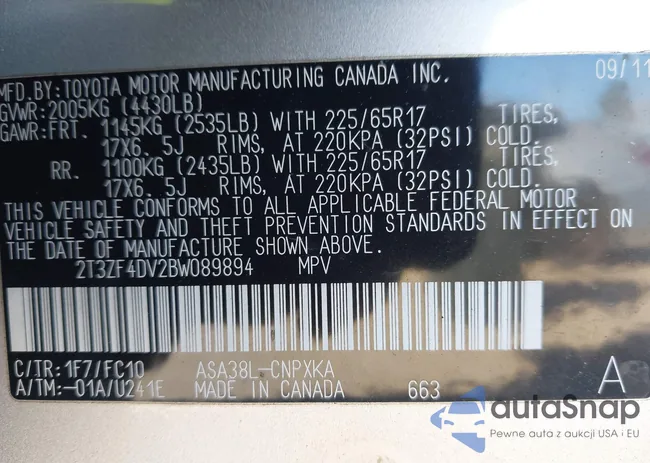 MFD.BY:TOYOTA MOTOR MANUFACTURING CANADA INC. 09/11
GVWR:2005KG (4430LB)
GAWR:FRT. 1145KG (2535LB) WITH 225/65R17 TIRES,
17X6.5J RIMS, AT 220KPA (32PSI) COLD.
RR. 1100KG (2435LB) WITH 225/65R17 TIRES,
17X6.5J RIMS, AT 220KPA (32PSI) COLD.
THIS VEHICLE CONFORMS TO ALL APPLICABLE FEDERAL MOTOR
VEHICLE SAFETY AND THEFT PREVENTION STANDARDS IN EFFECT ON
THE DATE OF MANUFACTURE SHOWN ABOVE.
2T3ZF4DV2BW089894 MPV
C/TR:1F7/FC10 ASA38L-CNPXKA
A/TM:-01A/U241E MADE IN CANADA 663 A
autaSnap
Pewne auta z aukcji USA i EU